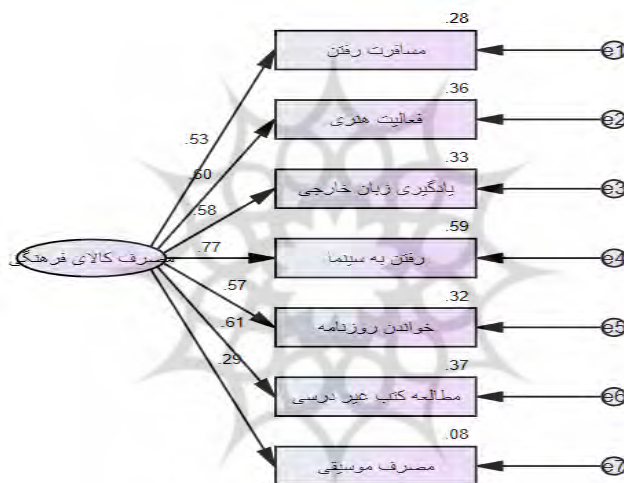 .28
مسافرت رفتن
e1
.36
فعالیت هنری
e2
.53
.33
یادگیری زبان خارجی
e3
.60
.58
.59
مصرف کالای فرهنگی
.77
رفتن به سینما
e4
.32
.57
خواندن روزنامه
e5
.61
.37
.29
مطالعه کتب غیر درسی
e6
.08
مصرف موسیقی
e7